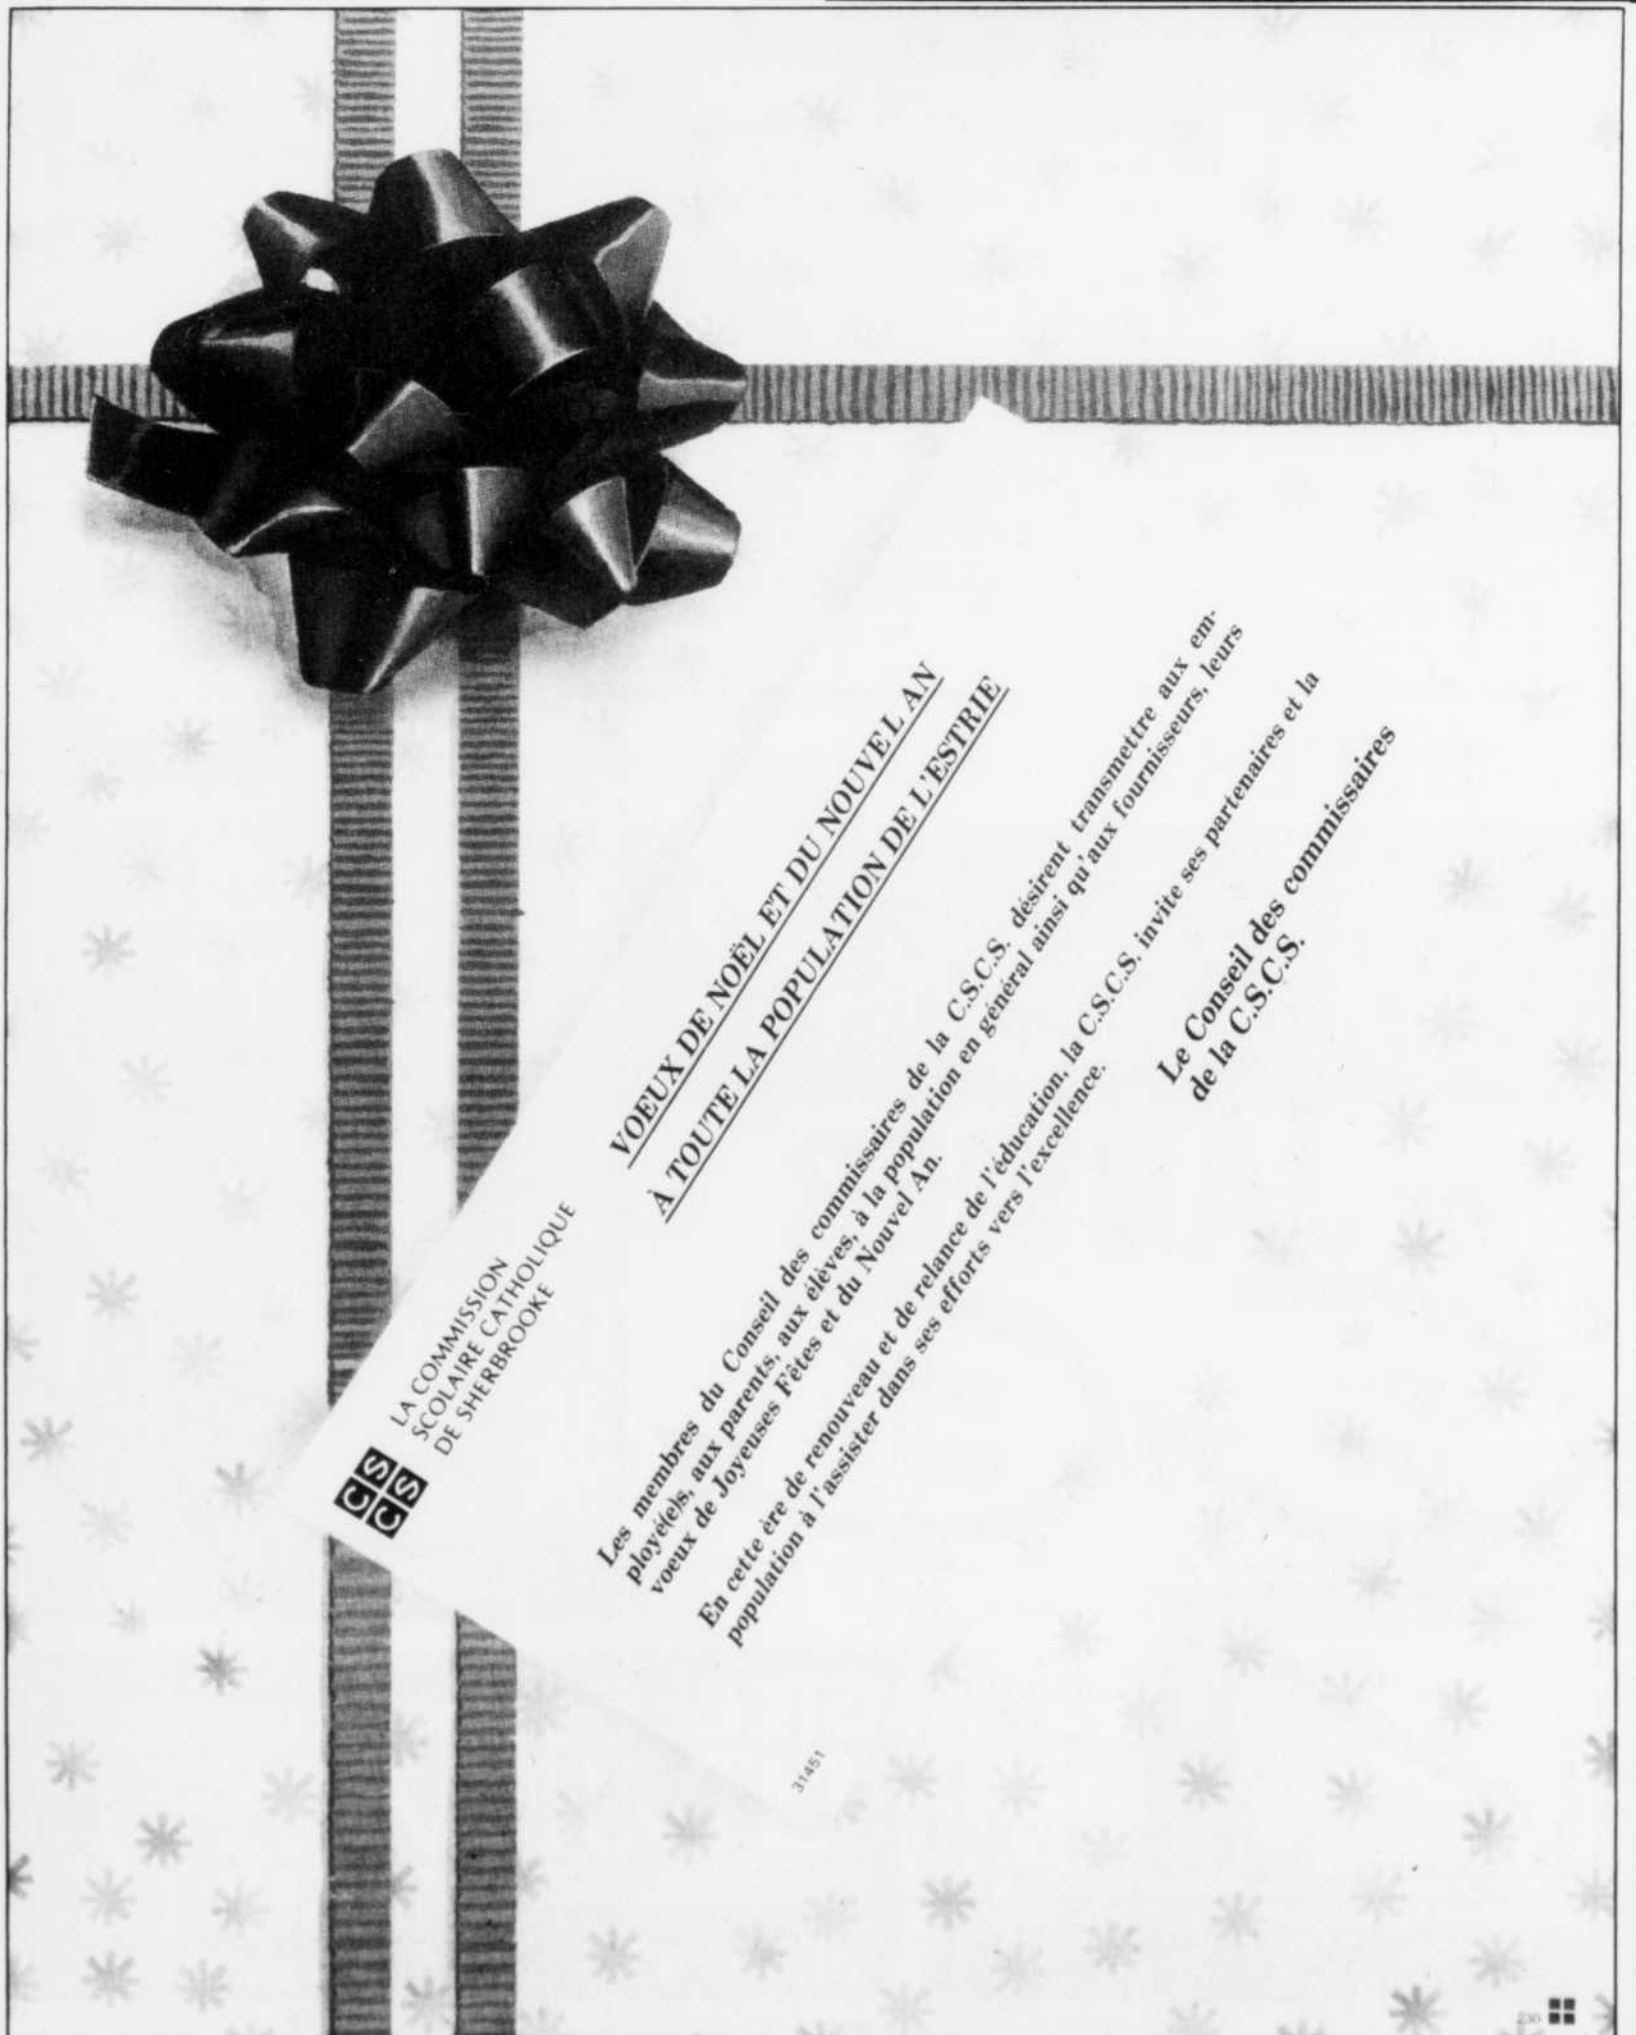 CS
CS
LA COMMISSION
SCOLAIRE CATHOLIQUE
DE SHERBROOKE
VOEUX DE NOËL ET DU NOUVEL AN
À TOUTE LA POPULATION DE L'ESTRIE
Les membres du Conseil des commissaires de la C.S.C.S. désirent transmettre aux em-
ployé(e)s, aux parents, aux élèves, à la population en général ainsi qu'aux fournisseurs, leurs
voeux de Joyeuses Fêtes et du Nouvel An.
En cette ère de renouveau et de relance de l'éducation, la C.S.C.S. invite ses partenaires et la
population à l'assister dans ses efforts vers l'excellence.
Le Conseil des commissaires
de la C.S.C.S.
31451